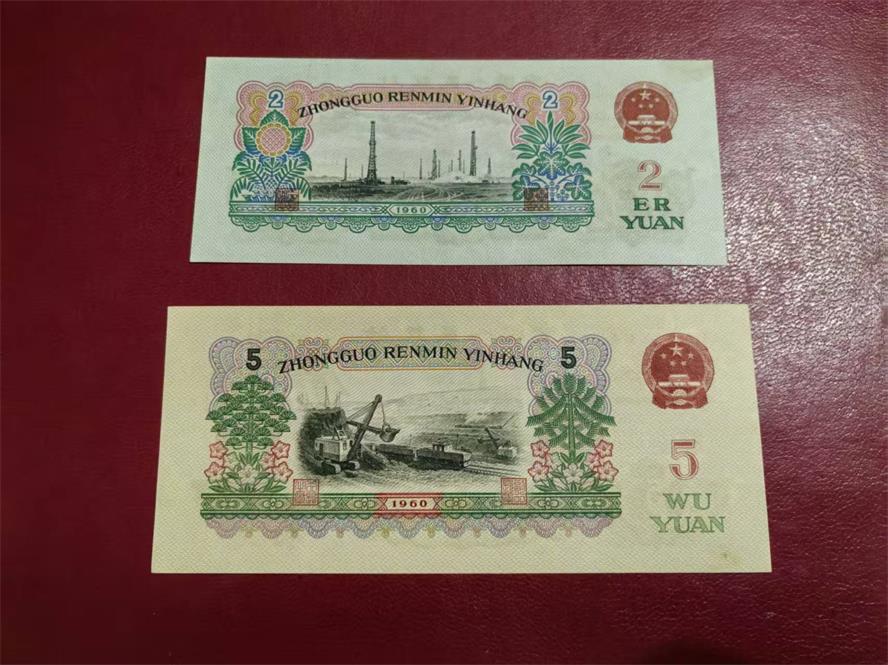 2 ZHONGGUO RENMIN YINHANG 2
1960
2
ER
YUAN
5 ZHONGGUO RENMIN YINHANG 5
1960
5
WU
YUAN